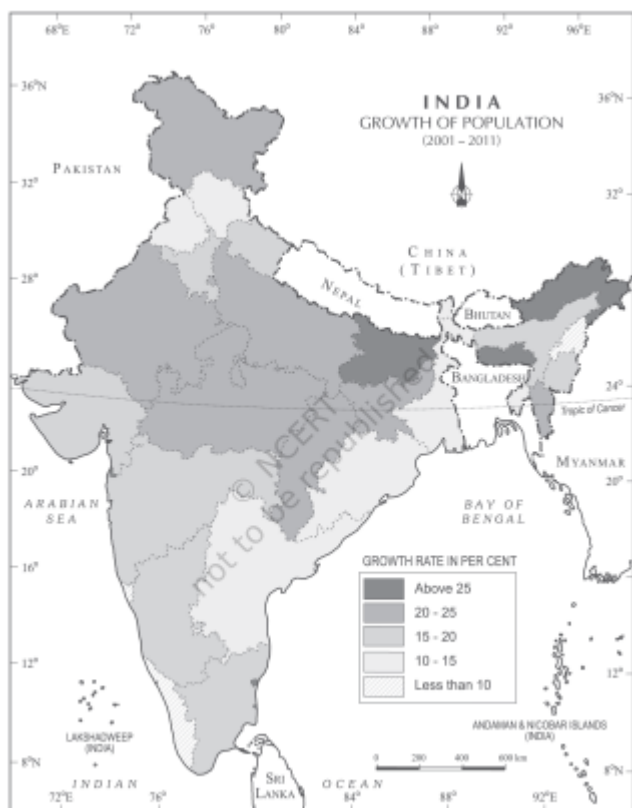 68°E 72°E 76°E 80°E 84°E 88°E 92°E 96°E
36°N 36°N
INDIA
GROWTH OF POPULATION
(2001 – 2011)
N
PAKISTAN
32°N 32°N
CHINA
(TIBET)
28°N NEPAL BHUTAN
BANGLADESH
24°N 24°N
Tropic of Cancer
© NCERT
not to be republished
MYANMAR
20°N 20°N
ARABIAN
SEA
BAY OF
BENGAL
GROWTH RATE IN PER CENT
Above 25
20 - 25
15 - 20
10 - 15
Less than 10
16°N
12°N 12°N
LAKSHADWEEP
(INDIA)
ANDAMAN & NICOBAR ISLANDS
(INDIA)
0 200 400 600 km
8°N 8°N
INDIAN OCEAN
SRI
LANKA
72°E 76°E 84°E 92°E